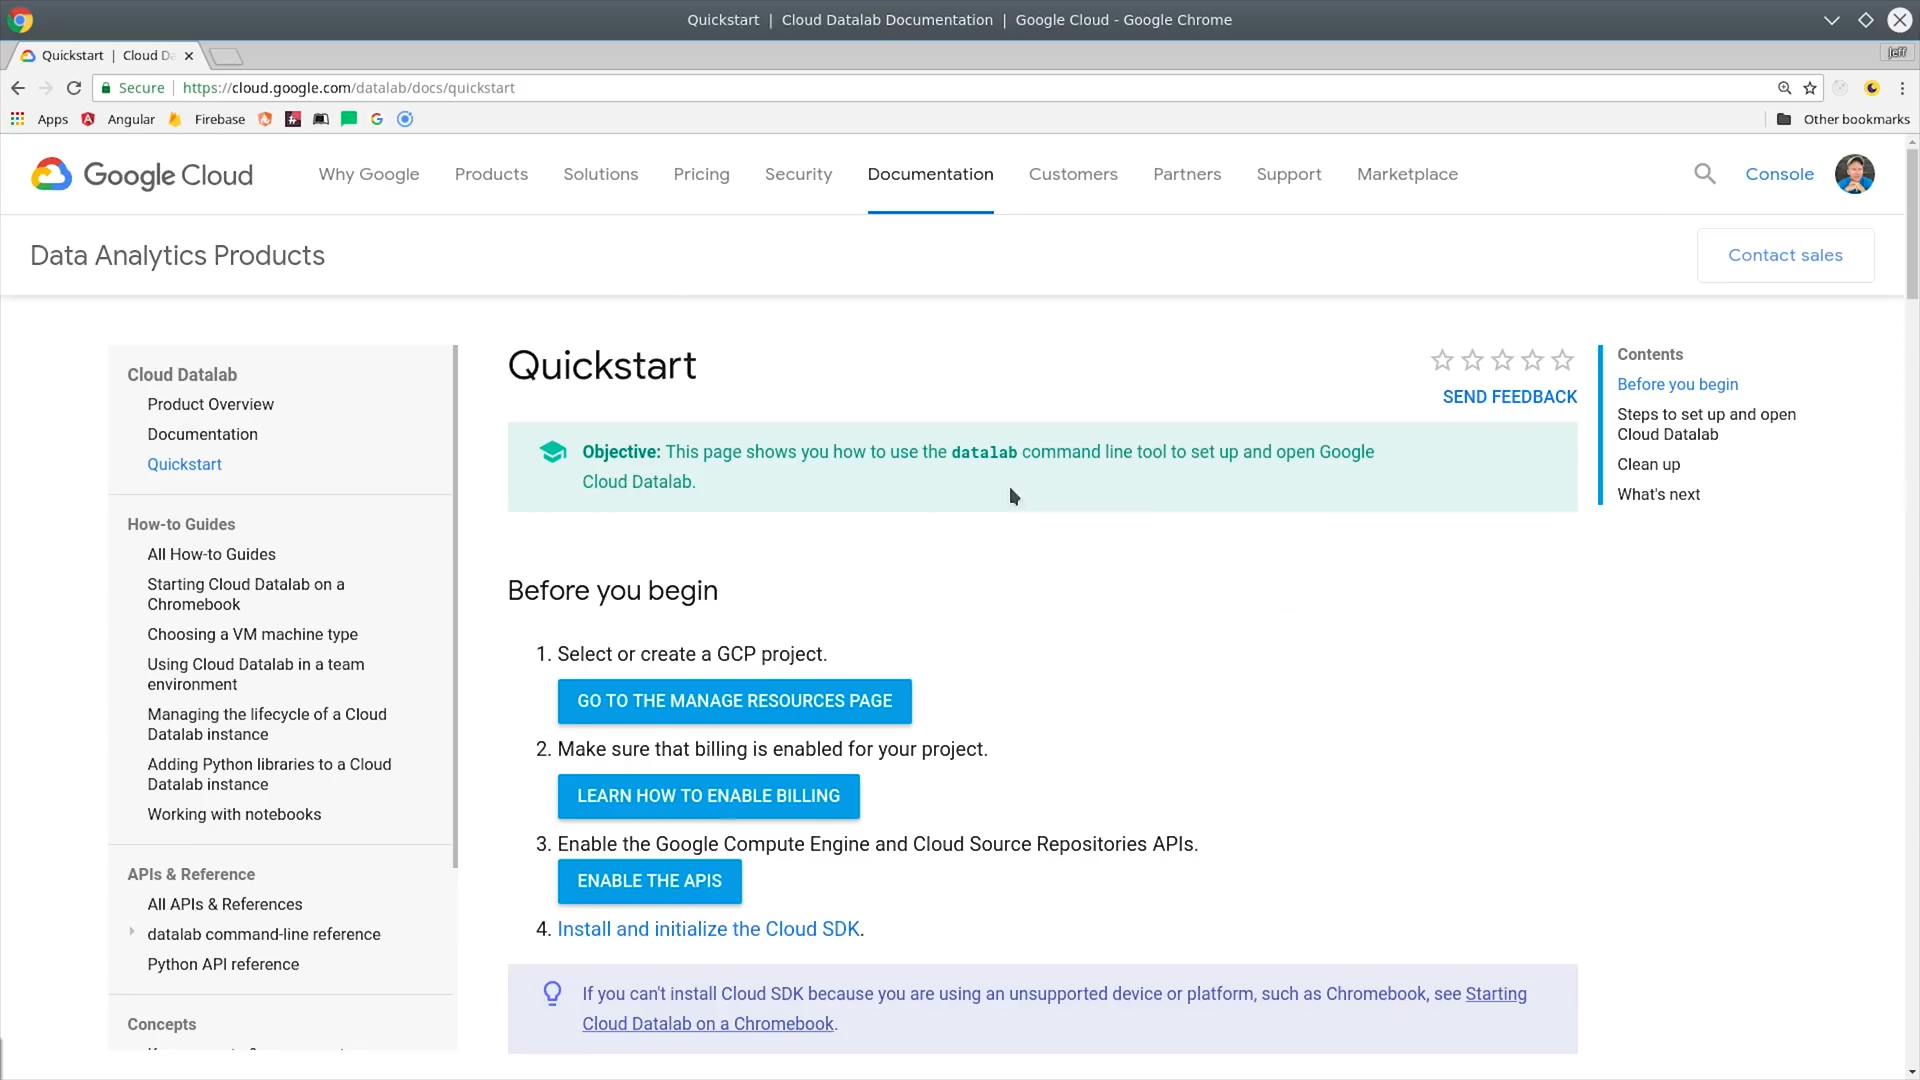 Quickstart | Cloud Datalab Documentation | Google Cloud - Google Chrome
Quickstart | Cloud Da
Jeff
Secure https://cloud.google.com/datalab/docs/quickstart
Apps Angular Firebase Other bookmarks
Google Cloud Why Google Products Solutions Pricing Security Documentation Customers Partners Support Marketplace Console
Data Analytics Products Contact sales
Cloud Datalab
Product Overview
Documentation
Quickstart
How-to Guides
All How-to Guides
Starting Cloud Datalab on a
Chromebook
Choosing a VM machine type
Using Cloud Datalab in a team
environment
Managing the lifecycle of a Cloud
Datalab instance
Adding Python libraries to a Cloud
Datalab instance
Working with notebooks
APIs & Reference
All APIs & References
datalab command-line reference
Python API reference
Concepts
Quickstart
SEND FEEDBACK
Objective: This page shows you how to use the datalab command line tool to set up and open Google
Cloud Datalab.
Before you begin
1. Select or create a GCP project.
GO TO THE MANAGE RESOURCES PAGE
2. Make sure that billing is enabled for your project.
LEARN HOW TO ENABLE BILLING
3. Enable the Google Compute Engine and Cloud Source Repositories APIs.
ENABLE THE APIS
4. Install and initialize the Cloud SDK.
If you can't install Cloud SDK because you are using an unsupported device or platform, such as Chromebook, see Starting
Cloud Datalab on a Chromebook.
Contents
Before you begin
Steps to set up and open
Cloud Datalab
Clean up
What's next